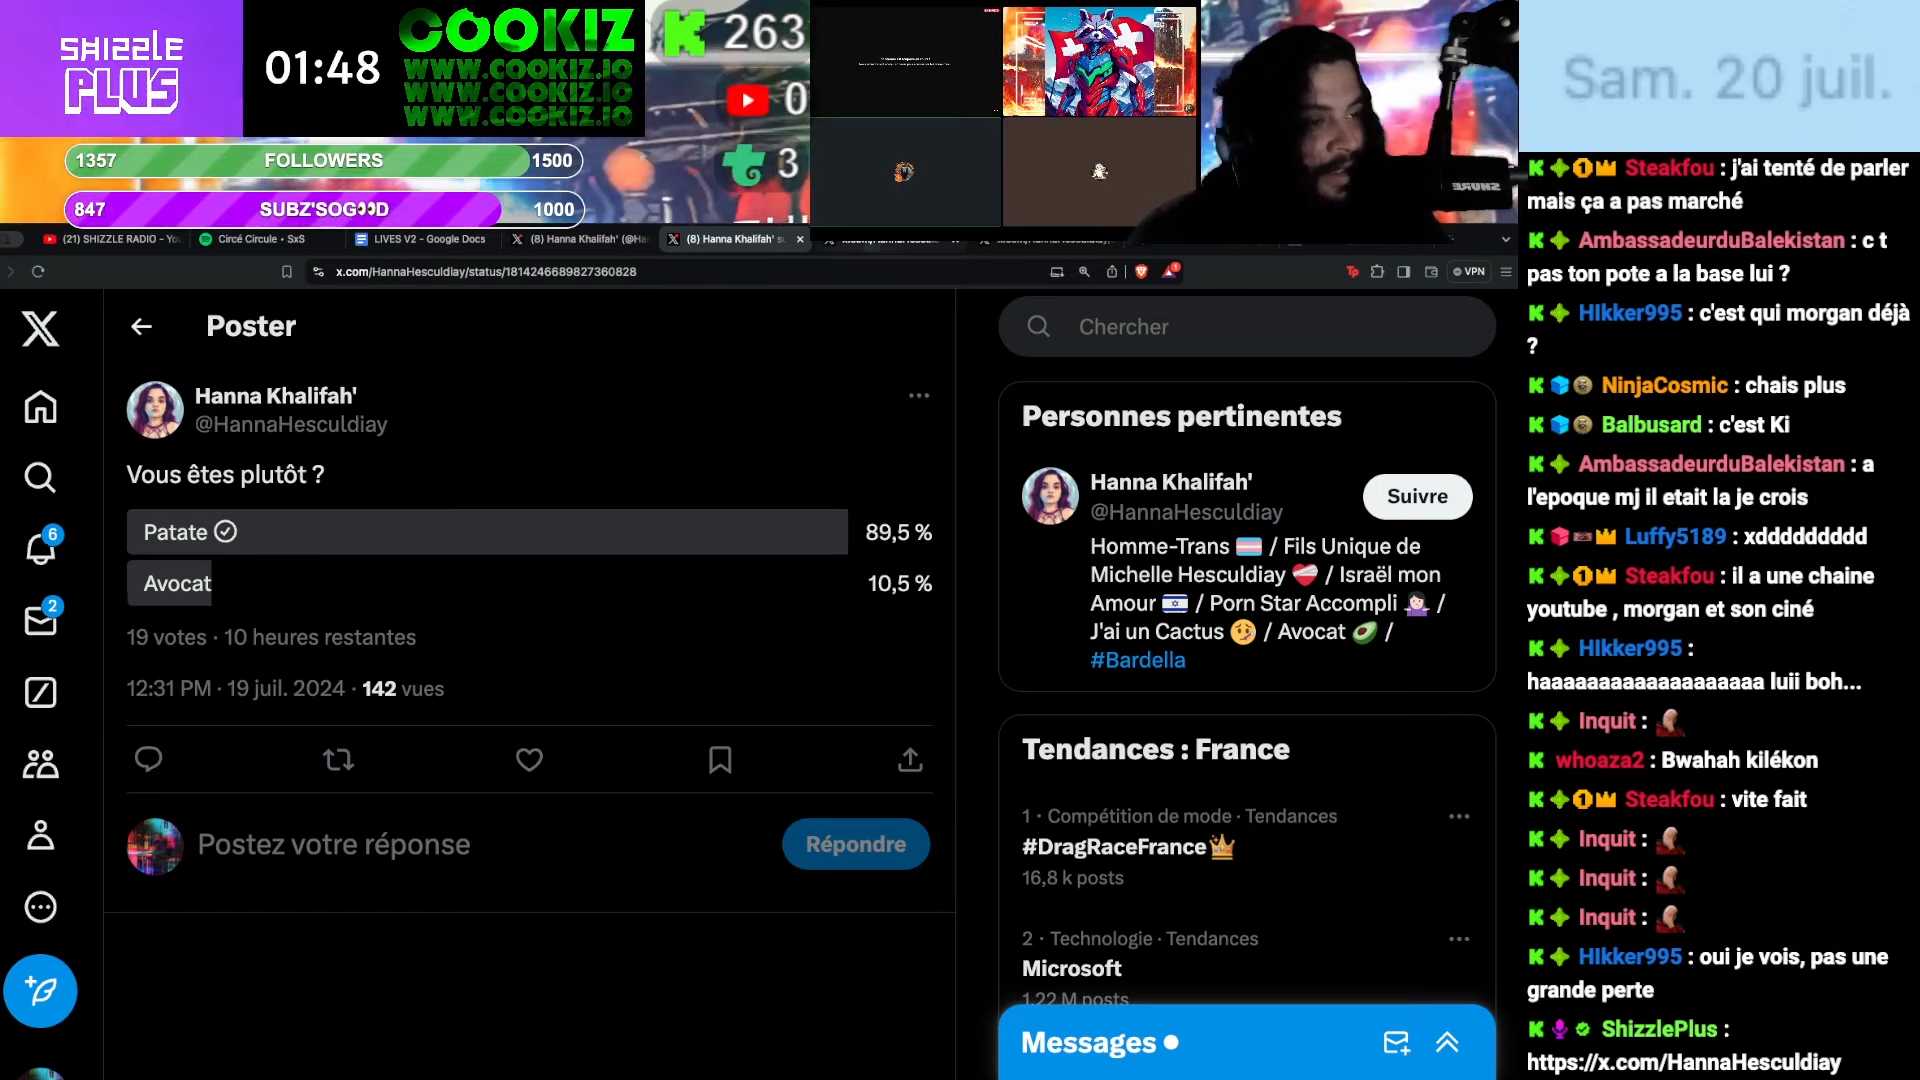 SHIZZLE
PLUS
01:48
COOKIZ
WWW.COOKIZ.IO
WWW.COOKIZ.IO
WWW.COOKIZ.IO
263
0
3
1357 FOLLOWERS 1500
847 SUBZ'SOG👀D 1000
SHURE
Sam. 20 juil.
(21) SHIZZLE RADIO - You
Circé Circule • SxS
LIVES V2 - Google Docs
(8) Hanna Khalifah' (@Han
(8) Hanna Khalifah' su
x.com/HannaHesculdiay/status/1814246689827360828
VPN
Poster
Hanna Khalifah'
@HannaHesculdiay
Vous êtes plutôt ?
Patate 89,5 %
Avocat 10,5 %
19 votes · 10 heures restantes
12:31 PM · 19 juil. 2024 · 142 vues
Postez votre réponse
Répondre
6
2
Chercher
Personnes pertinentes
Hanna Khalifah'
@HannaHesculdiay
Suivre
Homme-Trans 🏳️‍⚧️ / Fils Unique de
Michelle Hesculdiay ❤️‍🩹 / Israël mon
Amour 🇮🇱 / Porn Star Accompli 🤷🏻‍♀️ /
J'ai un Cactus 🤒 / Avocat 🥑 /
#Bardella
Tendances : France
1 · Compétition de mode · Tendances
#DragRaceFrance
16,8 k posts
2 · Technologie · Tendances
Microsoft
1,22 M posts
Messages
Steakfou : j'ai tenté de parler
mais ça a pas marché
AmbassadeurduBalekistan : c t
pas ton pote a la base lui ?
HIkker995 : c'est qui morgan déjà
?
NinjaCosmic : chais plus
Balbusard : c'est Ki
AmbassadeurduBalekistan : a
l'epoque mj il etait la je crois
Luffy5189 : xddddddddd
Steakfou : il a une chaine
youtube , morgan et son ciné
HIkker995 :
haaaaaaaaaaaaaaaaaaa luii boh...
Inquit :
whoaza2 : Bwahah kilékon
Steakfou : vite fait
Inquit :
Inquit :
Inquit :
HIkker995 : oui je vois, pas une
grande perte
ShizzlePlus :
https://x.com/HannaHesculdiay